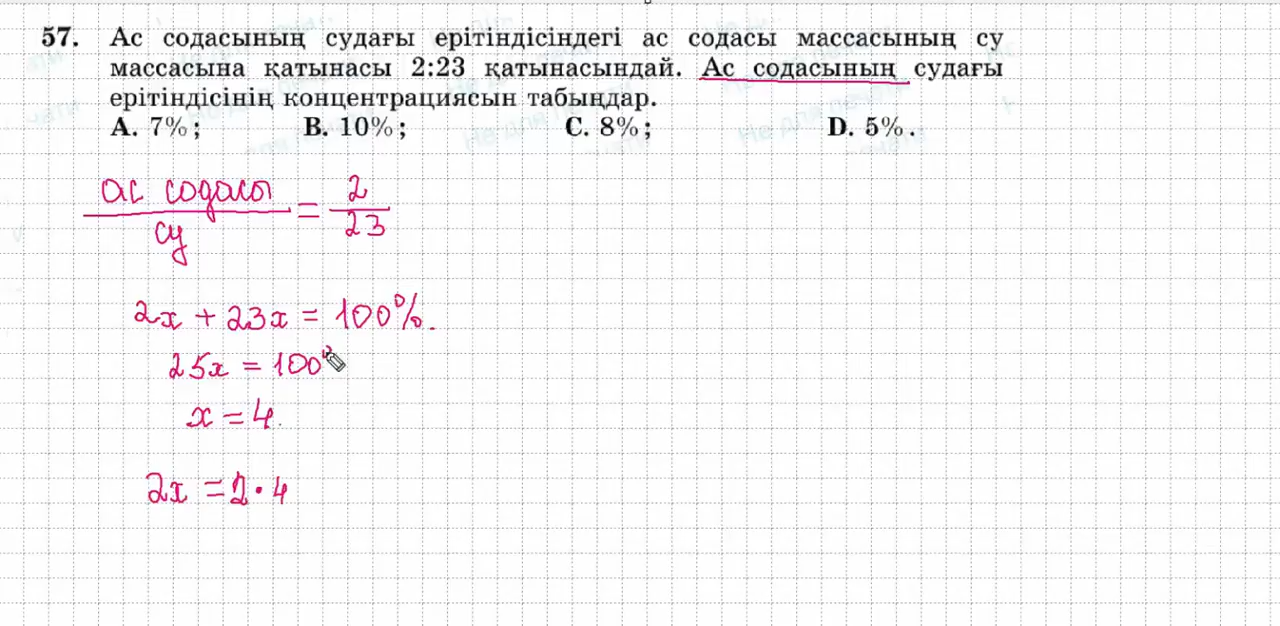 57. Ас содасының судағы ерітіндісіндегі ас содасы массасының су
массасына қатынасы 2:23 қатынасындай. Ас содасының судағы
ерітіндісінің концентрациясын табыңдар.
A. 7%; B. 10%; C. 8%; D. 5%.
ас содасы / су = 2 / 23
2x + 23x = 100%.
25x = 100
x = 4.
2x = 2 · 4